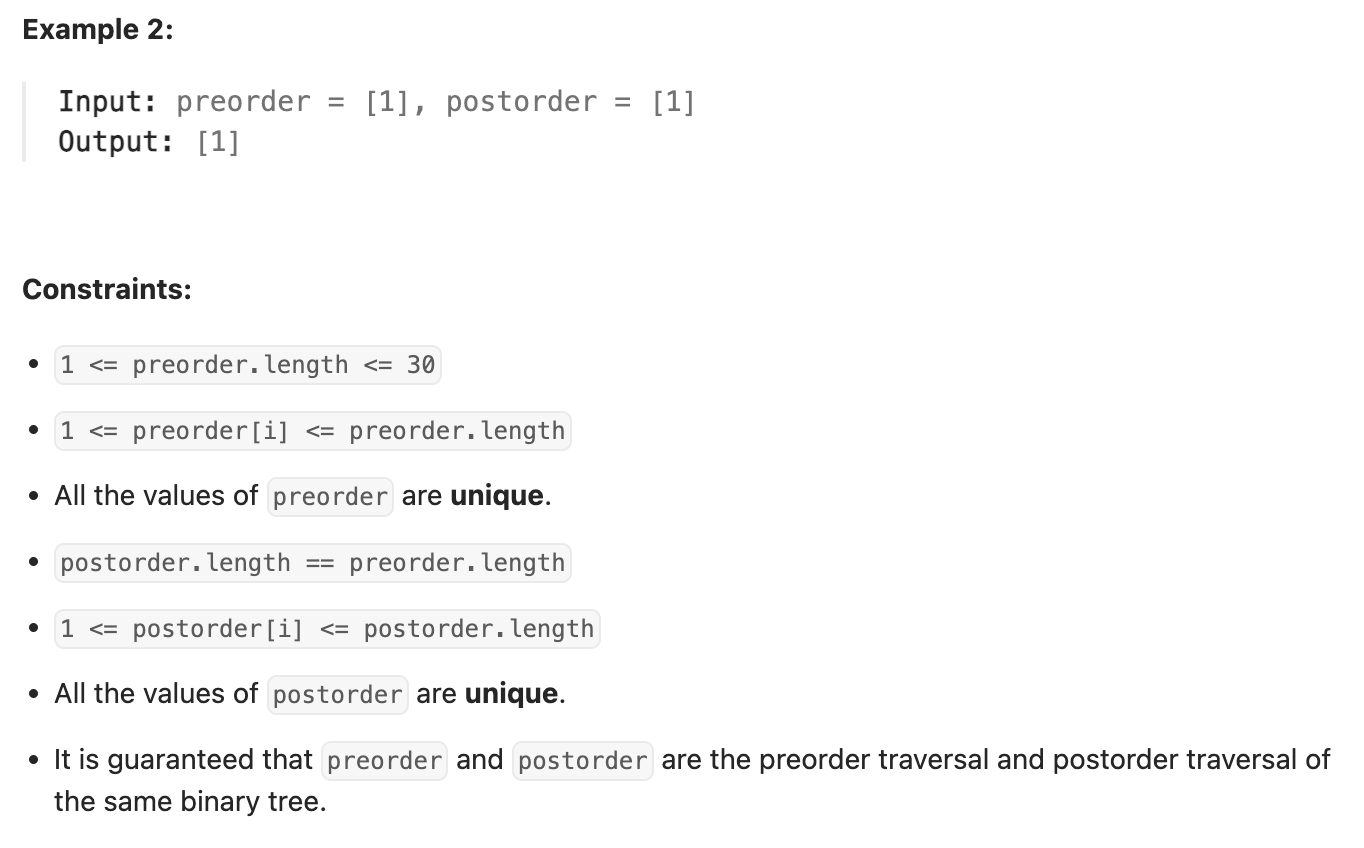 Example 2:
Input: preorder = [1], postorder = [1]
Output: [1]
Constraints:
• 1 <= preorder.length <= 30
• 1 <= preorder[i] <= preorder.length
• All the values of preorder are unique.
• postorder.length == preorder.length
• 1 <= postorder[i] <= postorder.length
• All the values of postorder are unique.
• It is guaranteed that preorder and postorder are the preorder traversal and postorder traversal of
the same binary tree.